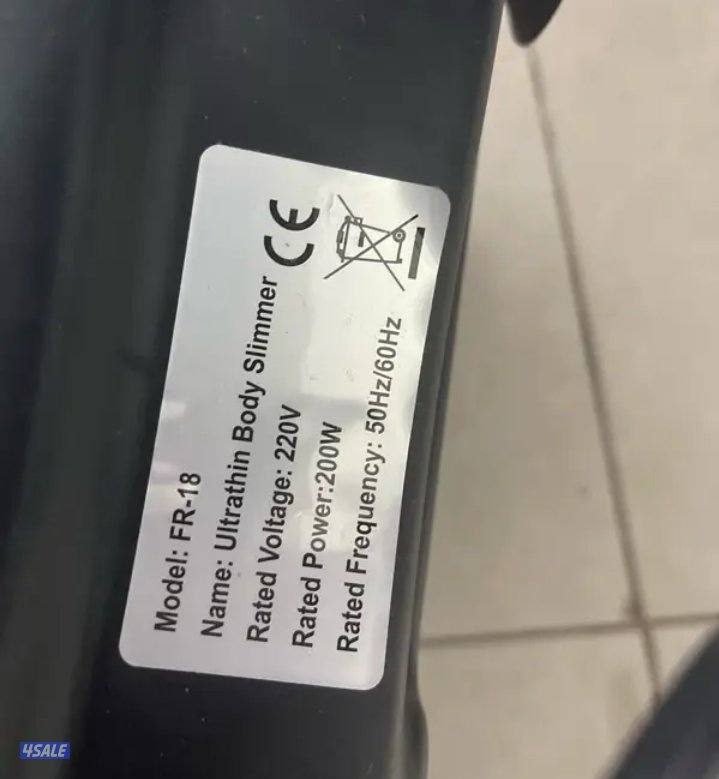 Model: FR-18
Name: Ultrathin Body Slimmer
Rated Voltage: 220V
Rated Power:200W
Rated Frequency: 50Hz/60Hz
CE
4SALE